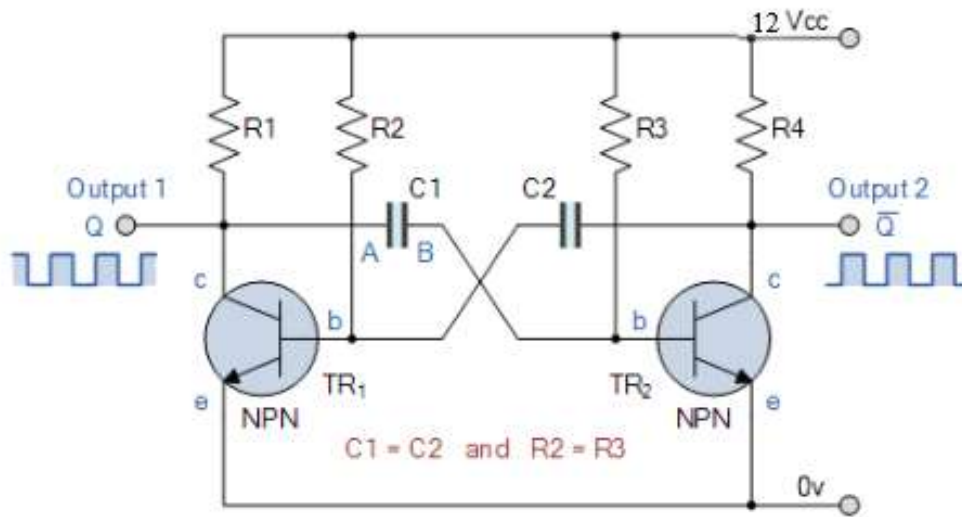 12 Vcc
R1
R2
R3
R4
Output 1
C1
C2
Output 2
Q
A
B
Q̅
c
b
b
c
e
TR₁
TR₂
e
NPN
NPN
C1 = C2 and R2 = R3
0v